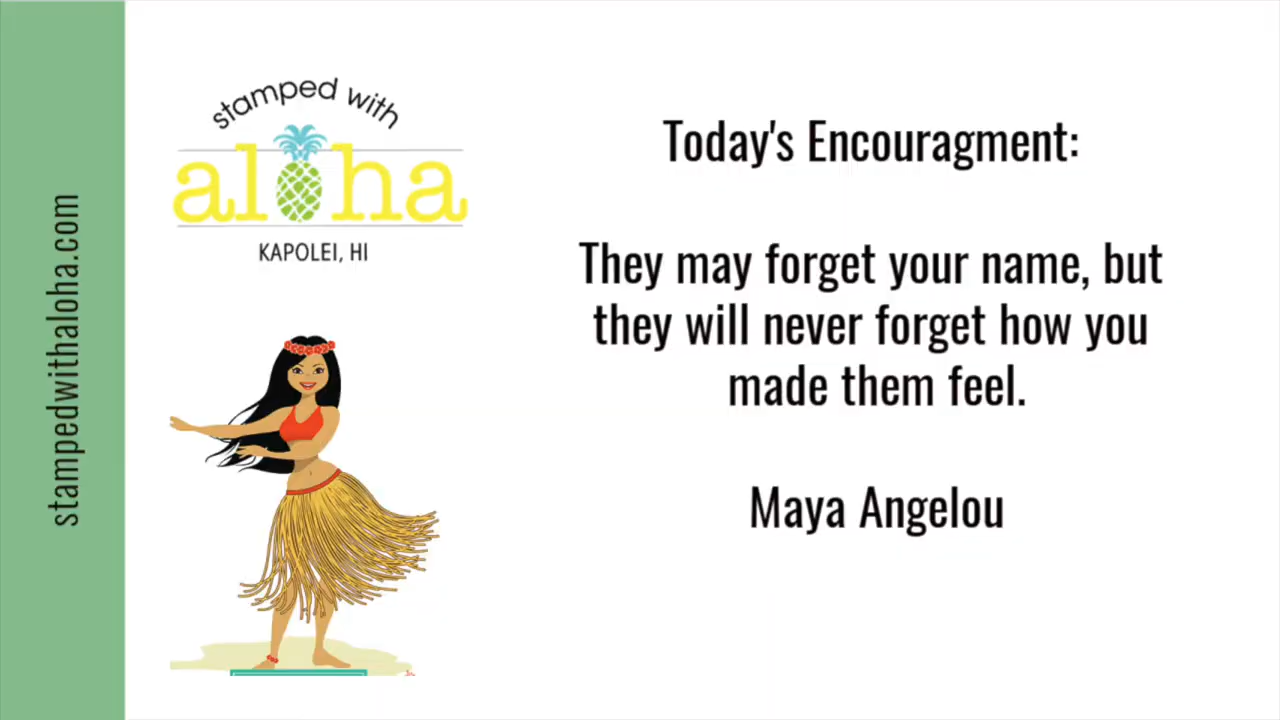 stampedwithaloha.com
stamped with
aloha
KAPOLEI, HI
Today's Encouragment:
They may forget your name, but
they will never forget how you
made them feel.
Maya Angelou